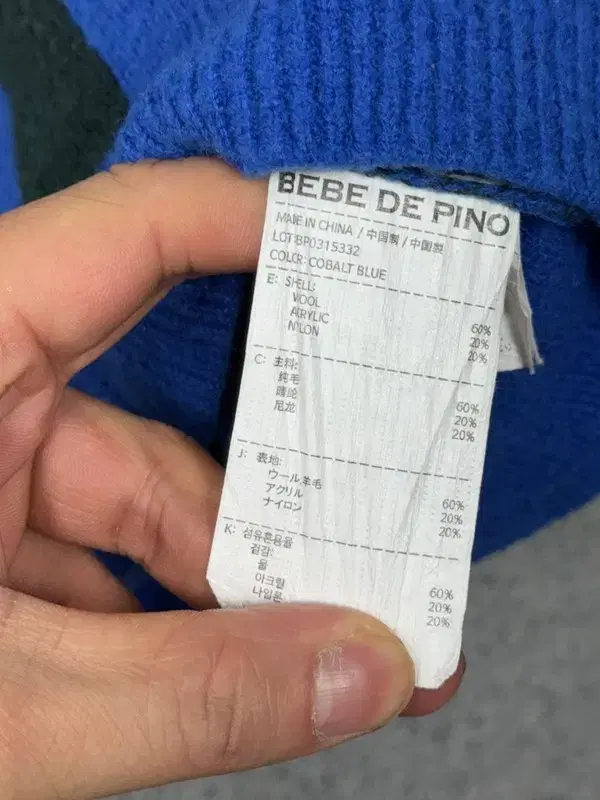 BEBE DE PINO
MADE IN CHINA / 中国製 / 中国製
LOT:BP0315332
COLOR: COBALT BLUE
E: SHELL:
WOOL 60%
ACRYLIC 20%
NILON 20%
C: 主料:
纯毛 60%
腈论 20%
尼龙 20%
J: 表地:
ウール羊毛 60%
アクリル 20%
ナイロン 20%
K: 섬유혼용율
겉감:
울 60%
아크릴 20%
나일론 20%